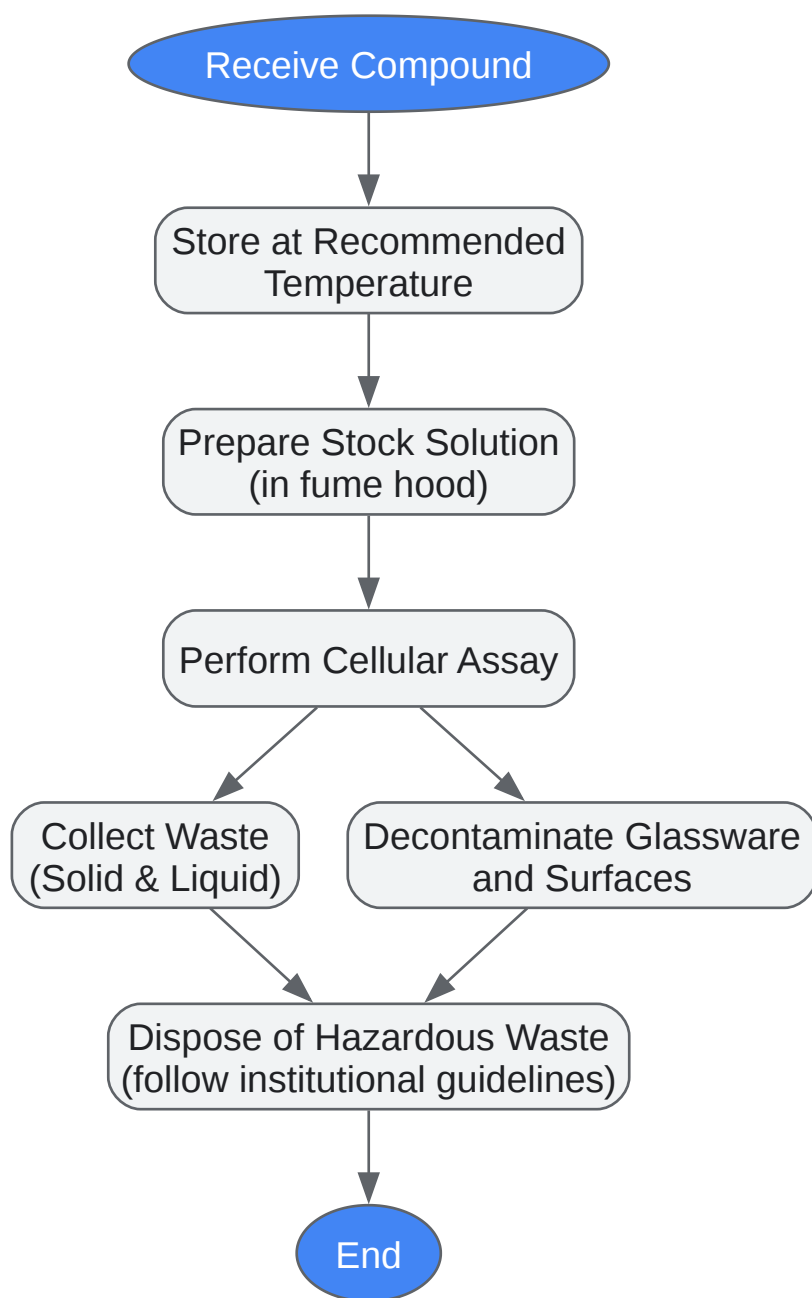 Receive Compound
Store at Recommended
Temperature
Prepare Stock Solution
(in fume hood)
Perform Cellular Assay
Collect Waste
(Solid & Liquid)
Decontaminate Glassware
and Surfaces
Dispose of Hazardous Waste
(follow institutional guidelines)
End